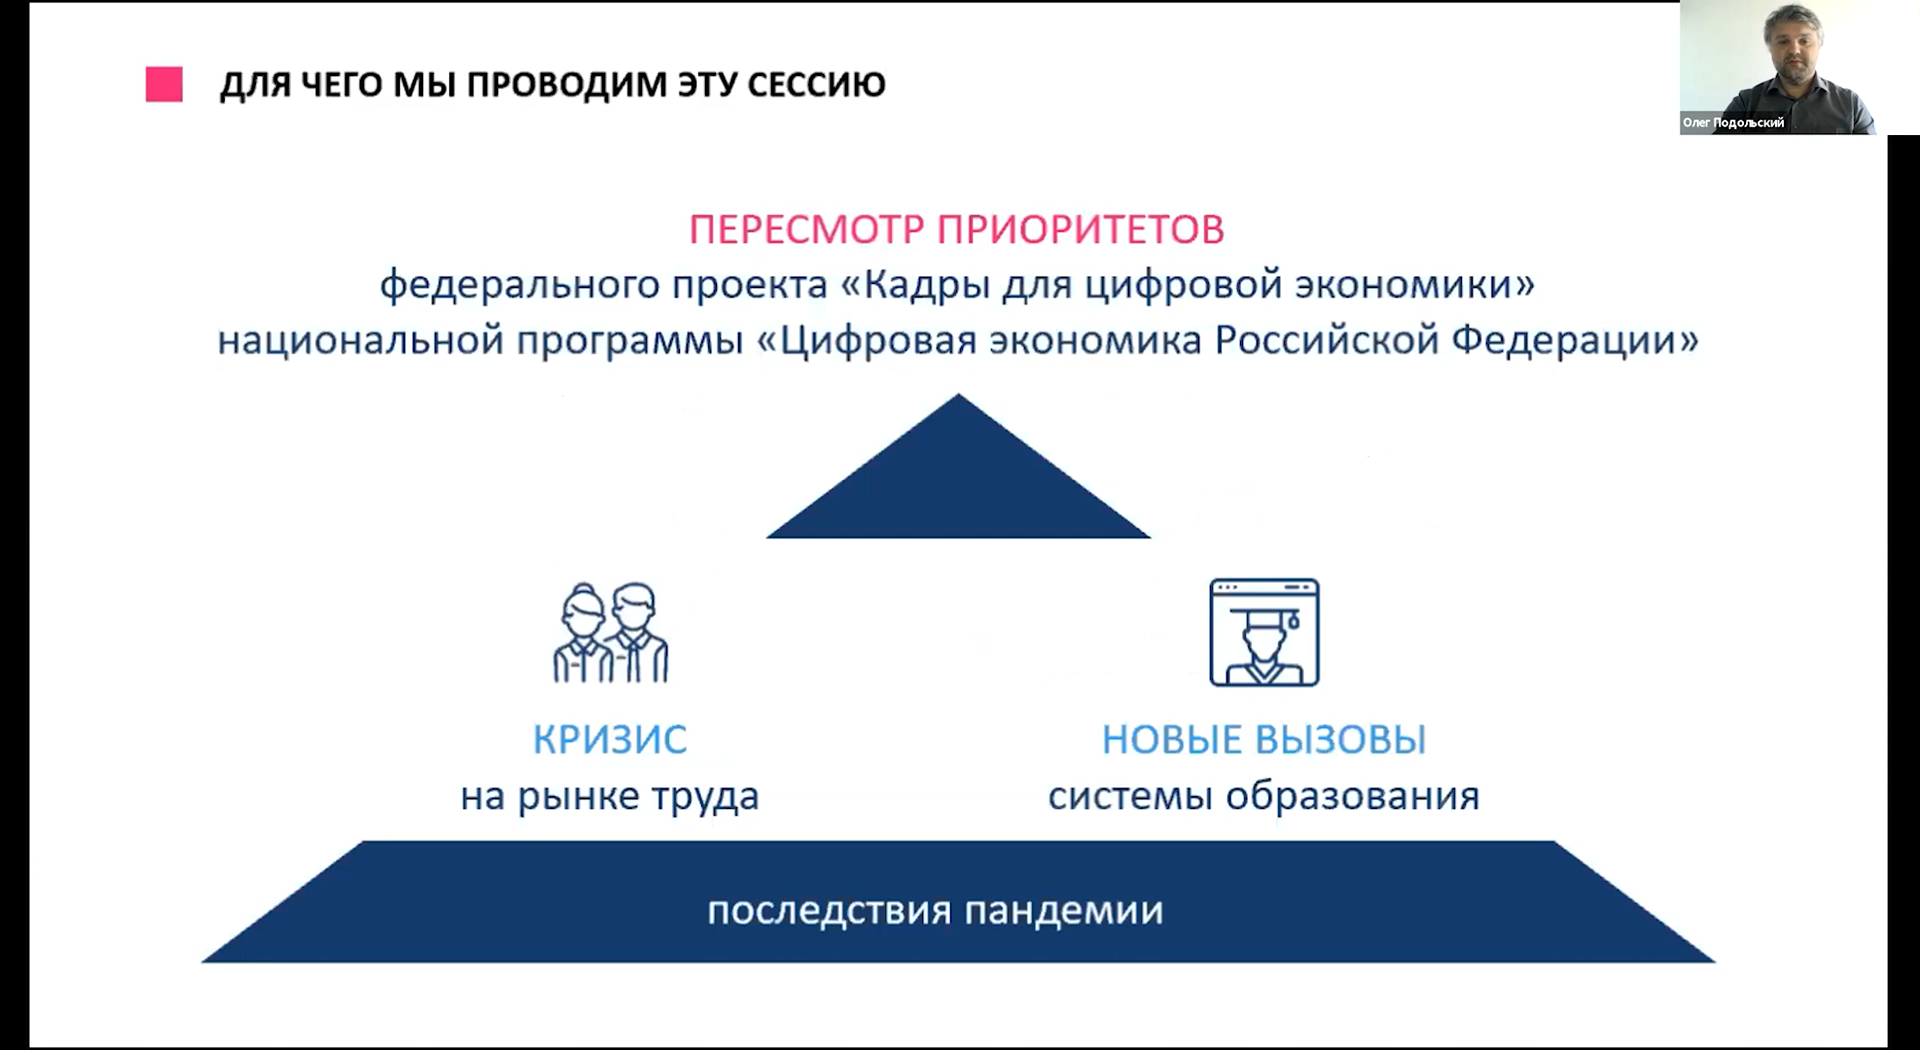 ДЛЯ ЧЕГО МЫ ПРОВОДИМ ЭТУ СЕССИЮ
Олег Подольский
ПЕРЕСМОТР ПРИОРИТЕТОВ
федерального проекта «Кадры для цифровой экономики»
национальной программы «Цифровая экономика Российской Федерации»
КРИЗИС
на рынке труда
НОВЫЕ ВЫЗОВЫ
системы образования
последствия пандемии